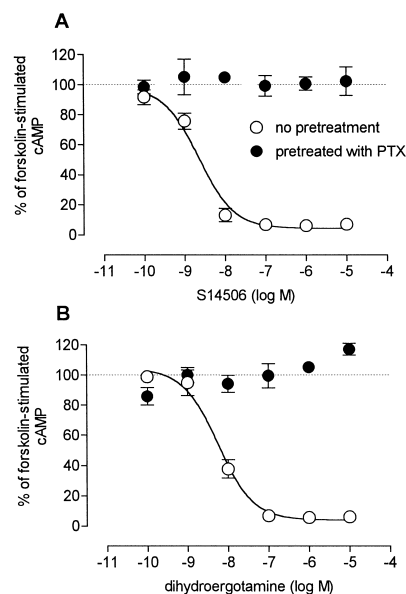 A
120
100
80
60
40
20
0
% of forskolin-stimulated
cAMP
no pretreatment
pretreated with PTX
-11 -10 -9 -8 -7 -6 -5 -4
S14506 (log M)
B
120
100
80
60
40
20
0
% of forskolin-stimulated
cAMP
-11 -10 -9 -8 -7 -6 -5 -4
dihydroergotamine (log M)